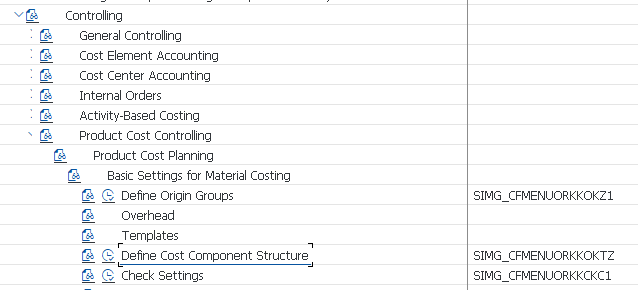 Controlling
General Controlling
Cost Element Accounting
Cost Center Accounting
Internal Orders
Activity-Based Costing
Product Cost Controlling
Product Cost Planning
Basic Settings for Material Costing
Define Origin Groups SIMG_CFMENUORKKOKZ1
Overhead
Templates
Define Cost Component Structure SIMG_CFMENUORKKOKTZ
Check Settings SIMG_CFMENUORKKCKC1